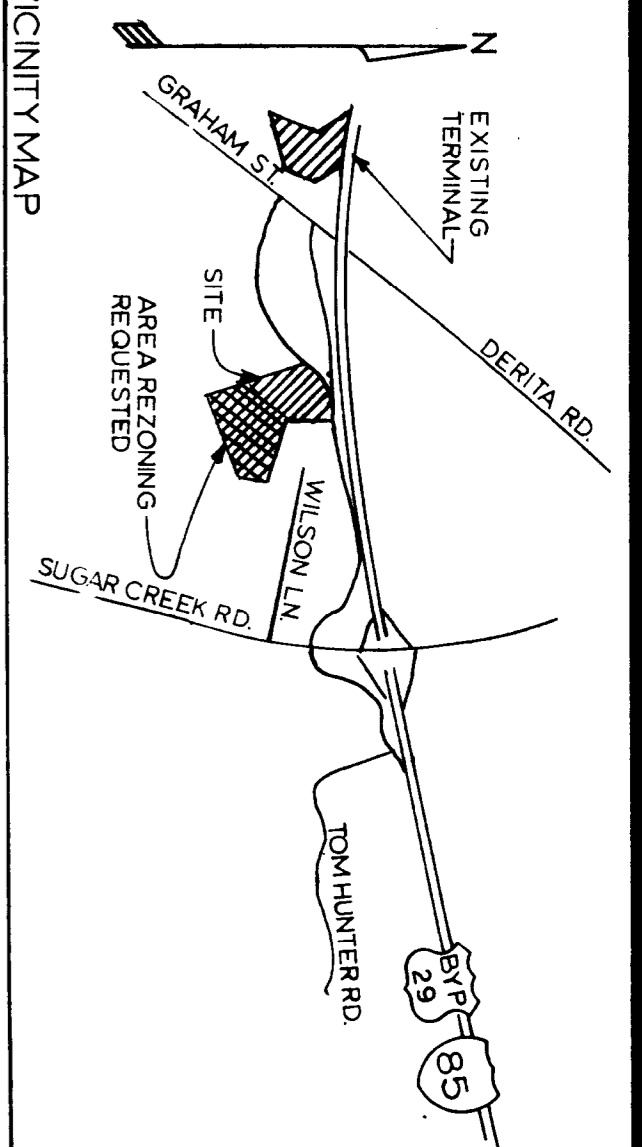 N
EXISTING
TERMINAL
GRAHAM ST.
DERITA RD.
SITE
AREA REZONING
REQUESTED
WILSON LN.
SUGAR CREEK RD.
TOM HUNTER RD.
BYP
29
85
ICINITY MAP